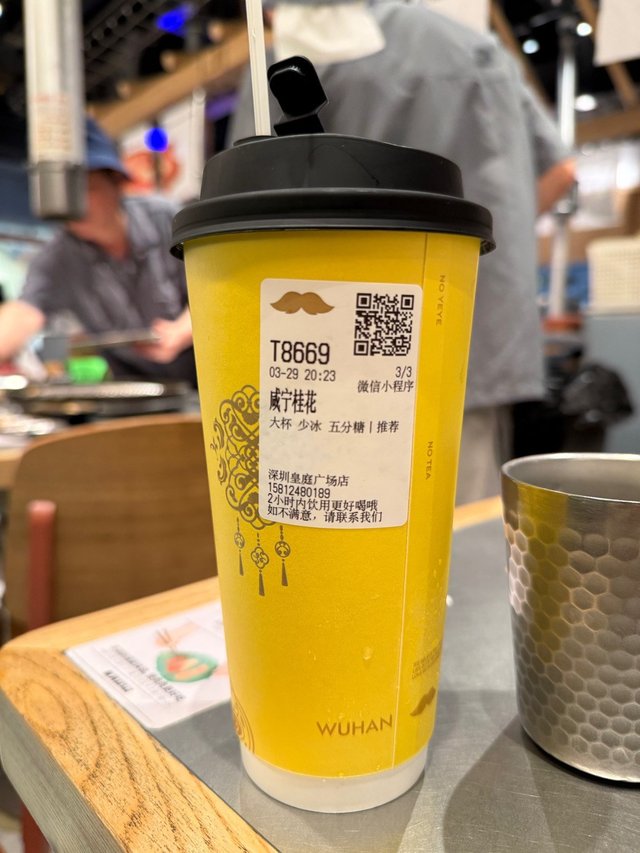 T8669
03-29 20:23 3/3
微信小程序
咸宁桂花
大杯 少冰 五分糖 | 推荐
深圳皇庭广场店
15812480189
2小时内饮用更好喝哦
如不满意，请联系我们
NO YEYE
NO TEA
WUHAN